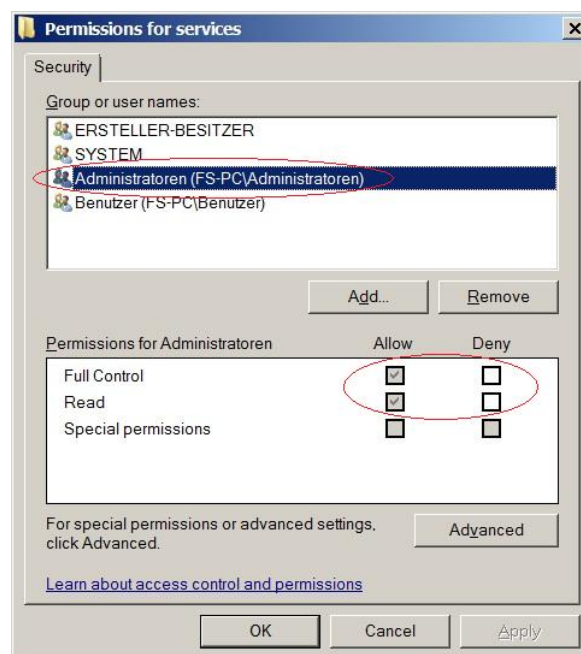 Permissions for services
Security
Group or user names:
ERSTELLER-BESITZER
SYSTEM
Administratoren (FS-PC\Administratoren)
Benutzer (FS-PC\Benutzer)
Add... Remove
Permissions for Administratoren Allow Deny
Full Control
Read
Special permissions
For special permissions or advanced settings,
click Advanced.
Advanced
Learn about access control and permissions
OK Cancel Apply